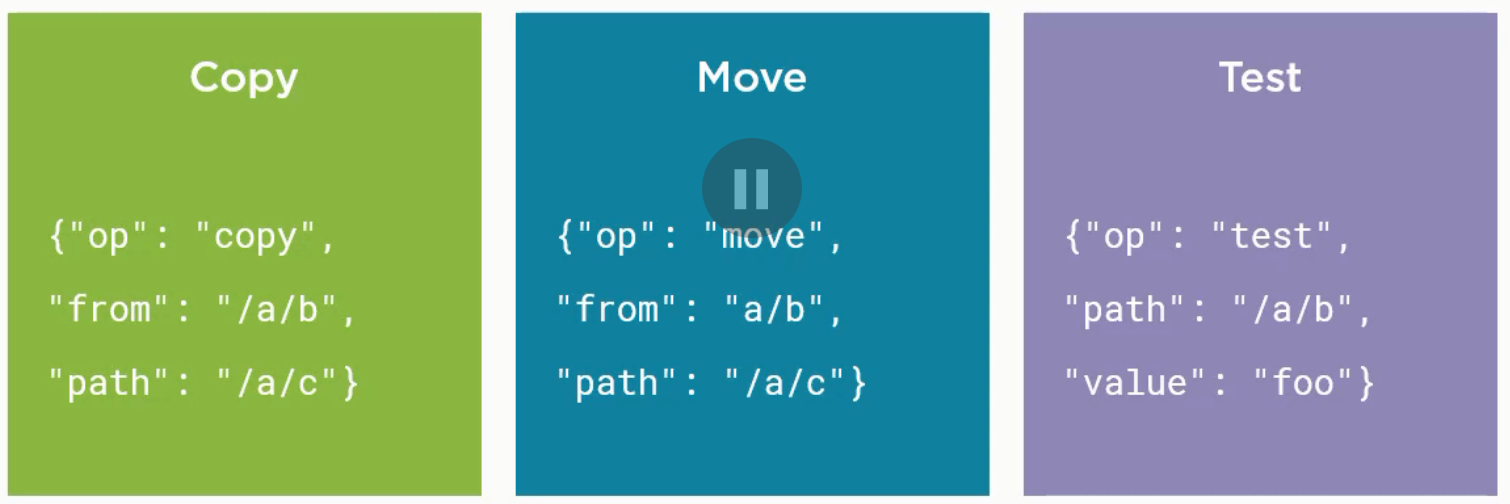 Copy
{"op": "copy",
"from": "/a/b",
"path": "/a/c"}
Move
{"op": "move",
"from": "a/b",
"path": "/a/c"}
Test
{"op": "test",
"path": "/a/b",
"value": "foo"}